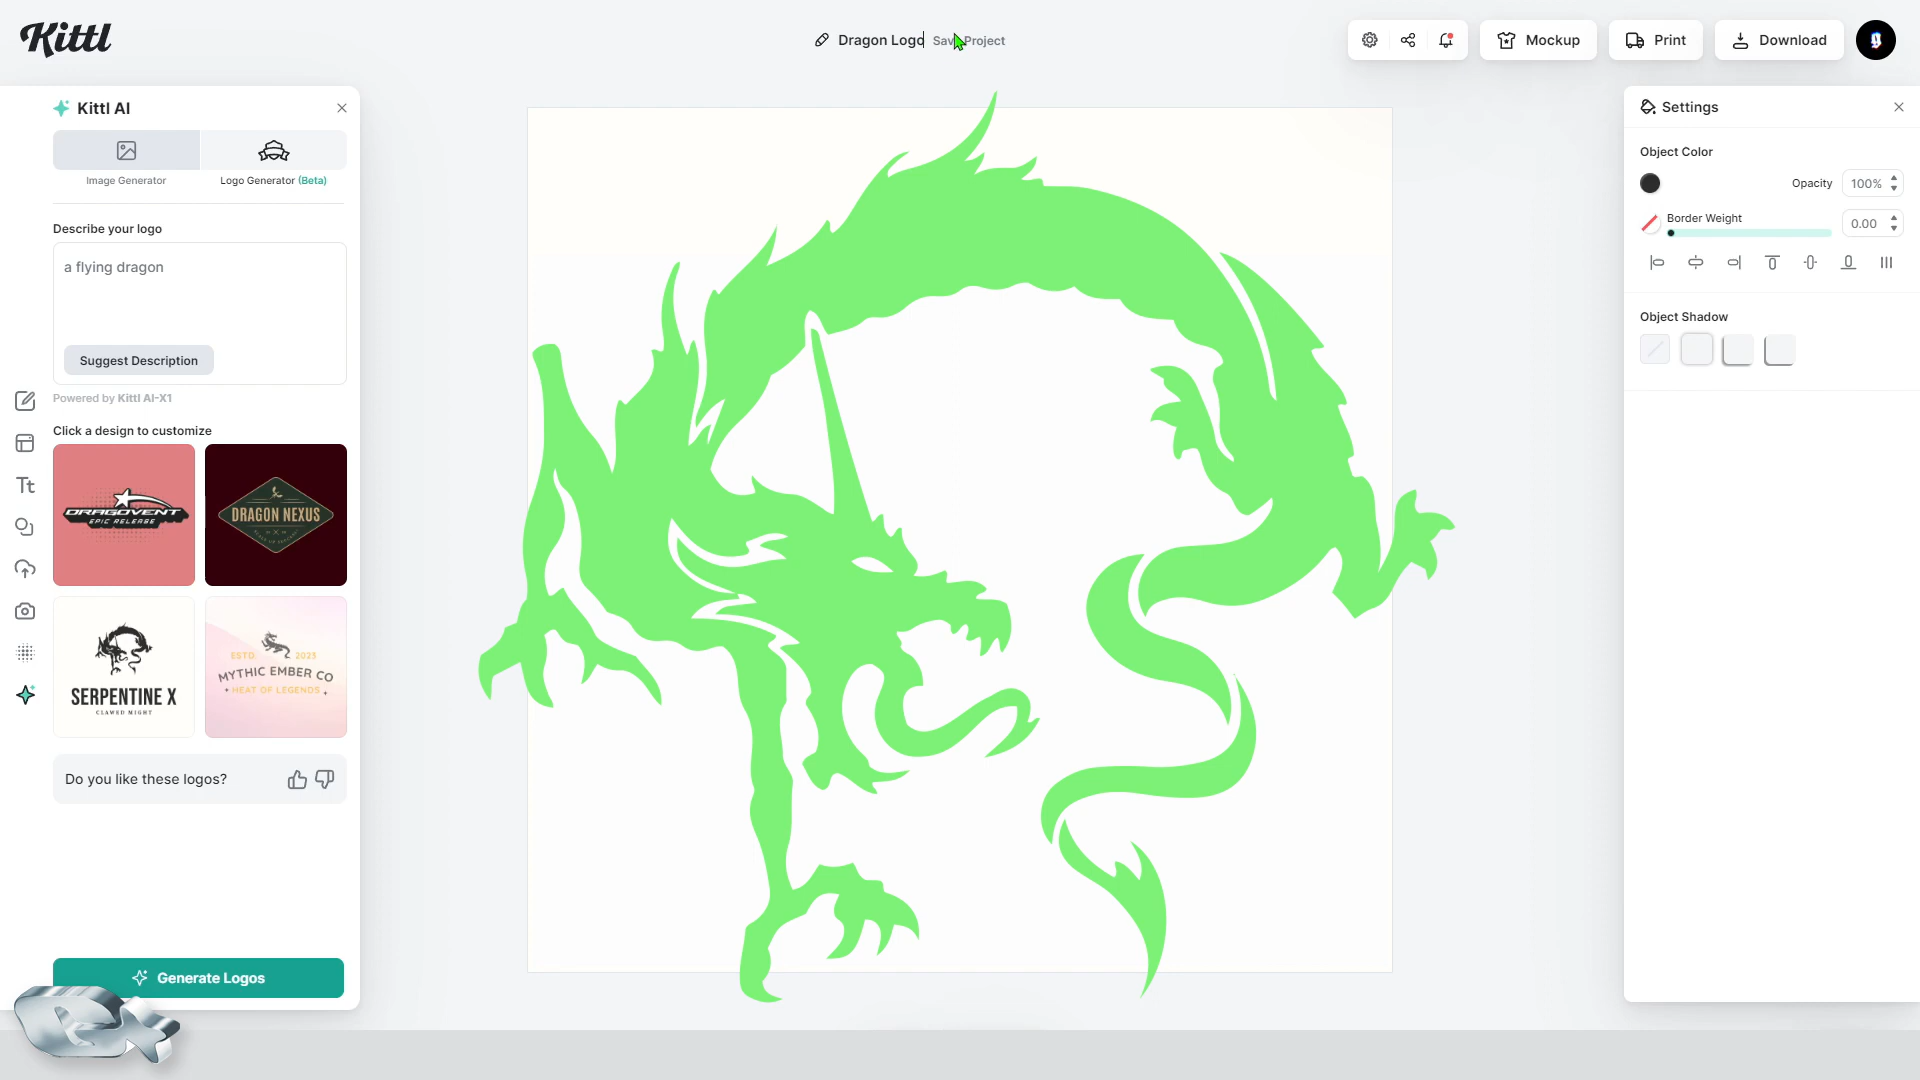 Kittl
Dragon Logo
Save Project
Mockup
Print
Download
Kittl AI
Image Generator
Logo Generator (Beta)
Describe your logo
a flying dragon
Suggest Description
Powered by Kittl AI-X1
Click a design to customize
DRAGOVENT
EPIC RELEASE
DRAGON NEXUS
SERPENTINE X
CLAWED MIGHT
ESTD. 2023
MYTHIC EMBER CO
HEAT OF LEGENDS
Do you like these logos?
Generate Logos
Settings
Object Color
Opacity
100%
Border Weight
0.00
Object Shadow